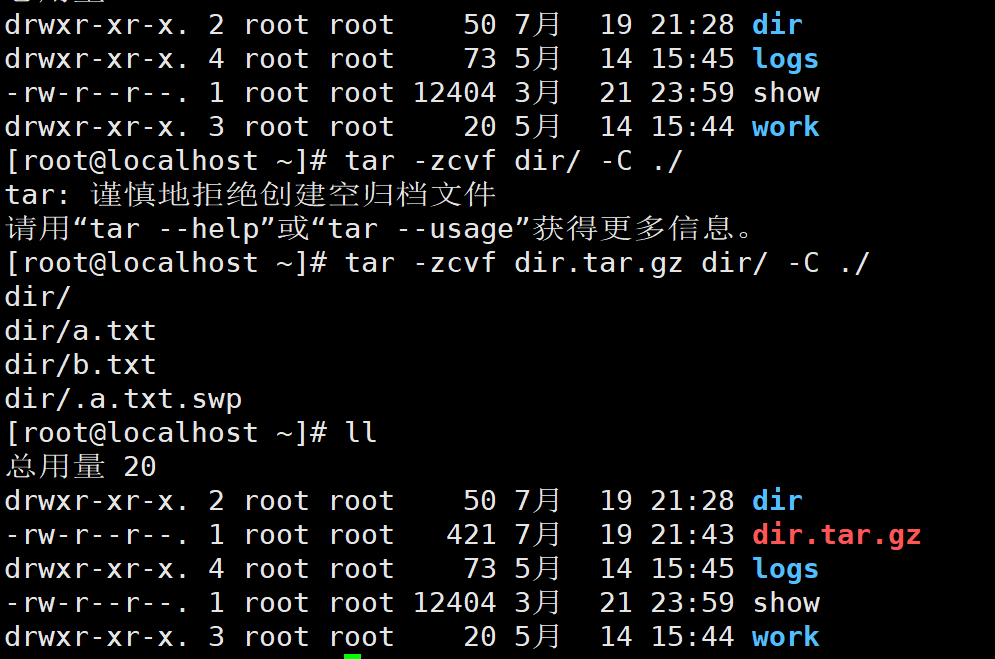 drwxr-xr-x. 2 root root    50 7月  19 21:28 dir
drwxr-xr-x. 4 root root    73 5月  14 15:45 logs
-rw-r--r--. 1 root root 12404 3月  21 23:59 show
drwxr-xr-x. 3 root root    20 5月  14 15:44 work
[root@localhost ~]# tar -zcvf dir/ -C ./
tar: 谨慎地拒绝创建空归档文件
请用“tar --help”或“tar --usage”获得更多信息。
[root@localhost ~]# tar -zcvf dir.tar.gz dir/ -C ./
dir/
dir/a.txt
dir/b.txt
dir/.a.txt.swp
[root@localhost ~]# ll
总用量 20
drwxr-xr-x. 2 root root    50 7月  19 21:28 dir
-rw-r--r--. 1 root root   421 7月  19 21:43 dir.tar.gz
drwxr-xr-x. 4 root root    73 5月  14 15:45 logs
-rw-r--r--. 1 root root 12404 3月  21 23:59 show
drwxr-xr-x. 3 root root    20 5月  14 15:44 work